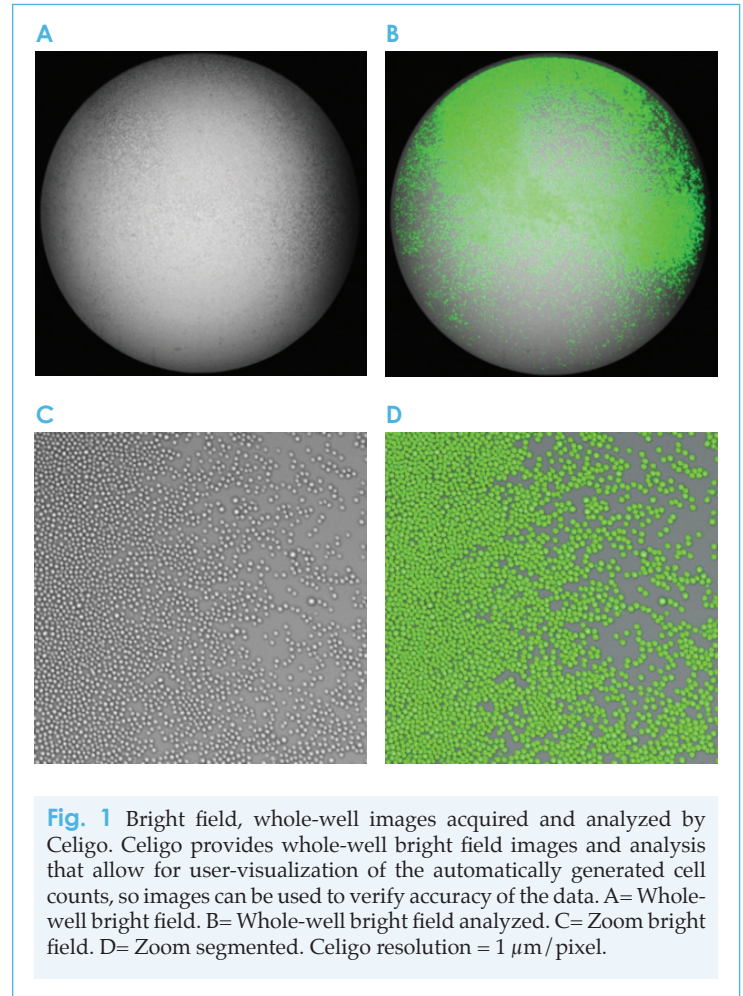 A
B
C
D
Fig. 1 Bright field, whole-well images acquired and analyzed by
Celigo. Celigo provides whole-well bright field images and analysis
that allow for user-visualization of the automatically generated cell
counts, so images can be used to verify accuracy of the data. A= Whole-
well bright field. B= Whole-well bright field analyzed. C= Zoom bright
field. D= Zoom segmented. Celigo resolution = 1 µm/pixel.